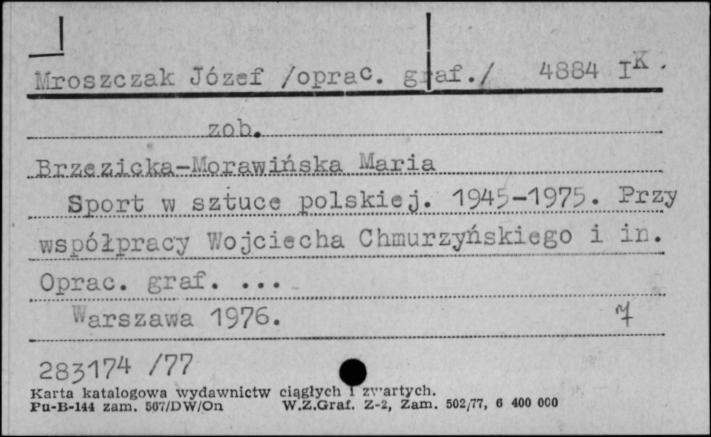 Mroszczak Józef /oprac. graf./ 4884 IK.
zob.
Brzezicka-Morawińska Maria
Sport w sztuce polskiej. 1945-1975. Przy
współpracy Wojciecha Chmurzyńskiego i in.
Oprac. graf. ...
Warszawa 1976. 7
283174 /77
Karta katalogowa wydawnictw ciągłych i zwartych.
Pu-B-144 zam. 567/DW/On W.Z.Graf. Z-2, Zam. 502/77, 6 400 000